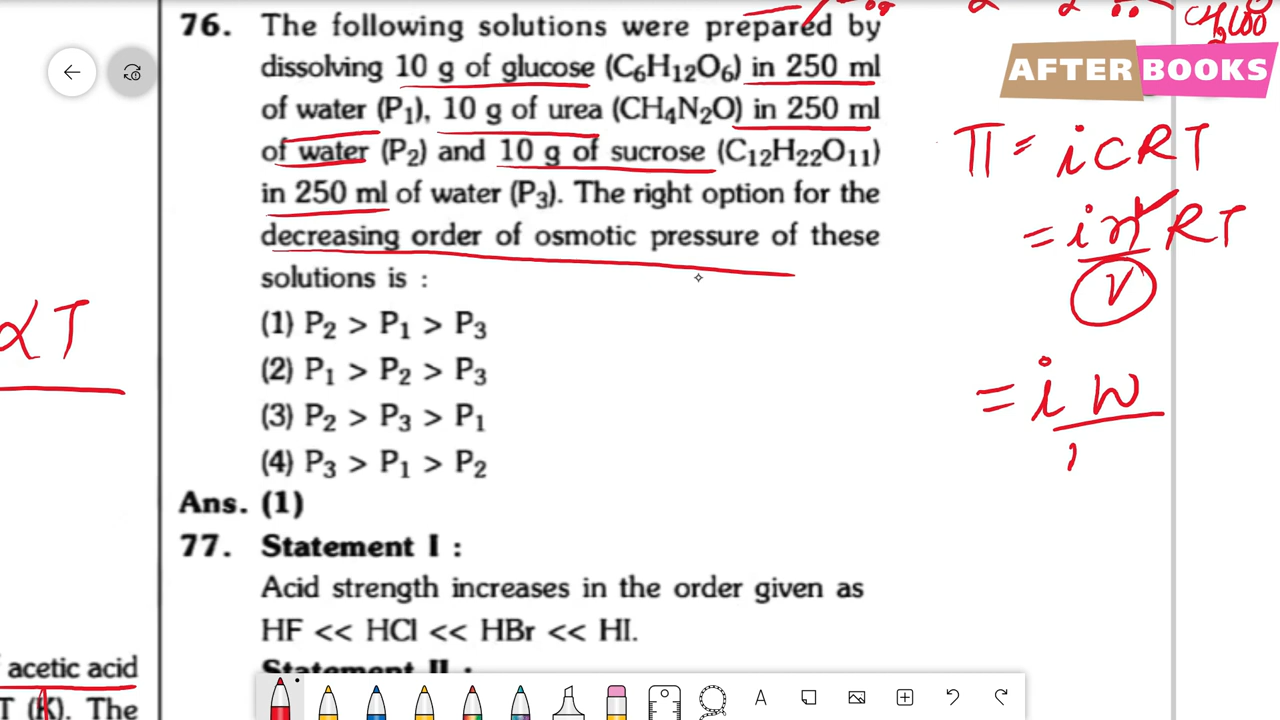 76. The following solutions were prepared by
dissolving 10 g of glucose (C₆H₁₂O₆) in 250 ml
of water (P₁), 10 g of urea (CH₄N₂O) in 250 ml
of water (P₂) and 10 g of sucrose (C₁₂H₂₂O₁₁)
in 250 ml of water (P₃). The right option for the
decreasing order of osmotic pressure of these
solutions is :
(1) P₂ > P₁ > P₃
(2) P₁ > P₂ > P₃
(3) P₂ > P₃ > P₁
(4) P₃ > P₁ > P₂
Ans. (1)
77. Statement I :
Acid strength increases in the order given as
HF << HCl << HBr << HI.
Statement II :
AFTER BOOKS
π = iCRT
= i n RT
V
= i w
α T
acetic acid
T (K). The
A